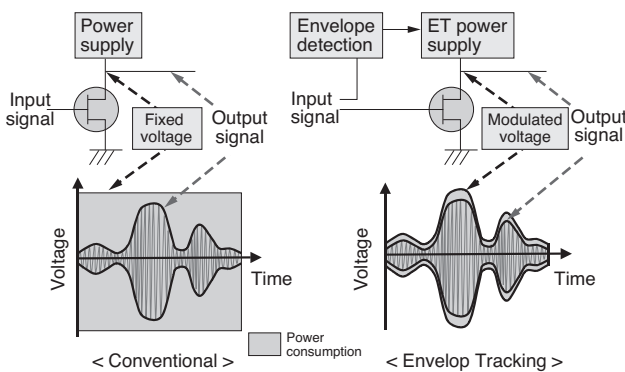 Power
supply
Input
signal
Fixed
voltage
Output
signal
Voltage
Time
Power
consumption
< Conventional >
Envelope
detection
ET power
supply
Input
signal
Modulated
voltage
Output
signal
Voltage
Time
< Envelop Tracking >